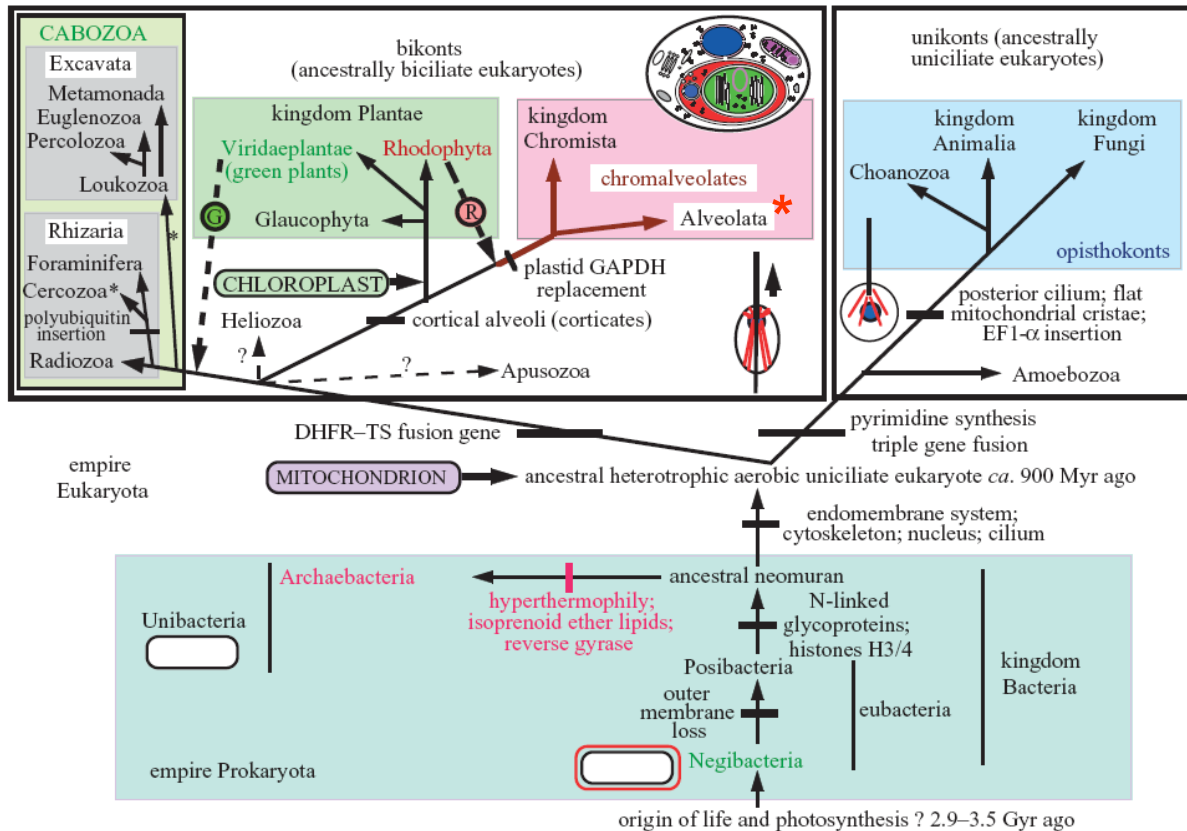 CABOZOA
Excavata
Metamonada
Euglenozoa
Percolozoa
Loukozoa
*
Rhizaria
Foraminifera
Cercozoa*
polyubiquitin
insertion
Radiozoa
bikonts
(ancestrally biciliate eukaryotes)
kingdom Plantae
Viridaeplantae
(green plants)
Rhodophyta
G
R
Glaucophyta
CHLOROPLAST
Heliozoa
?
?
Apusozoa
cortical alveoli (corticates)
plastid GAPDH
replacement
kingdom
Chromista
chromalveolates
Alveolata *
unikonts (ancestrally
uniciliate eukaryotes)
kingdom
Animalia
kingdom
Fungi
Choanozoa
opisthokonts
posterior cilium; flat
mitochondrial cristae;
EF1-α insertion
Amoebozoa
DHFR–TS fusion gene
pyrimidine synthesis
triple gene fusion
empire
Eukaryota
MITOCHONDRION
ancestral heterotrophic aerobic uniciliate eukaryote ca. 900 Myr ago
endomembrane system;
cytoskeleton; nucleus; cilium
Archaebacteria
ancestral neomuran
hyperthermophily;
isoprenoid ether lipids;
reverse gyrase
N-linked
glycoproteins;
histones H3/4
Unibacteria
Posibacteria
kingdom
Bacteria
outer
membrane
loss
eubacteria
Negibacteria
empire Prokaryota
origin of life and photosynthesis ? 2.9–3.5 Gyr ago